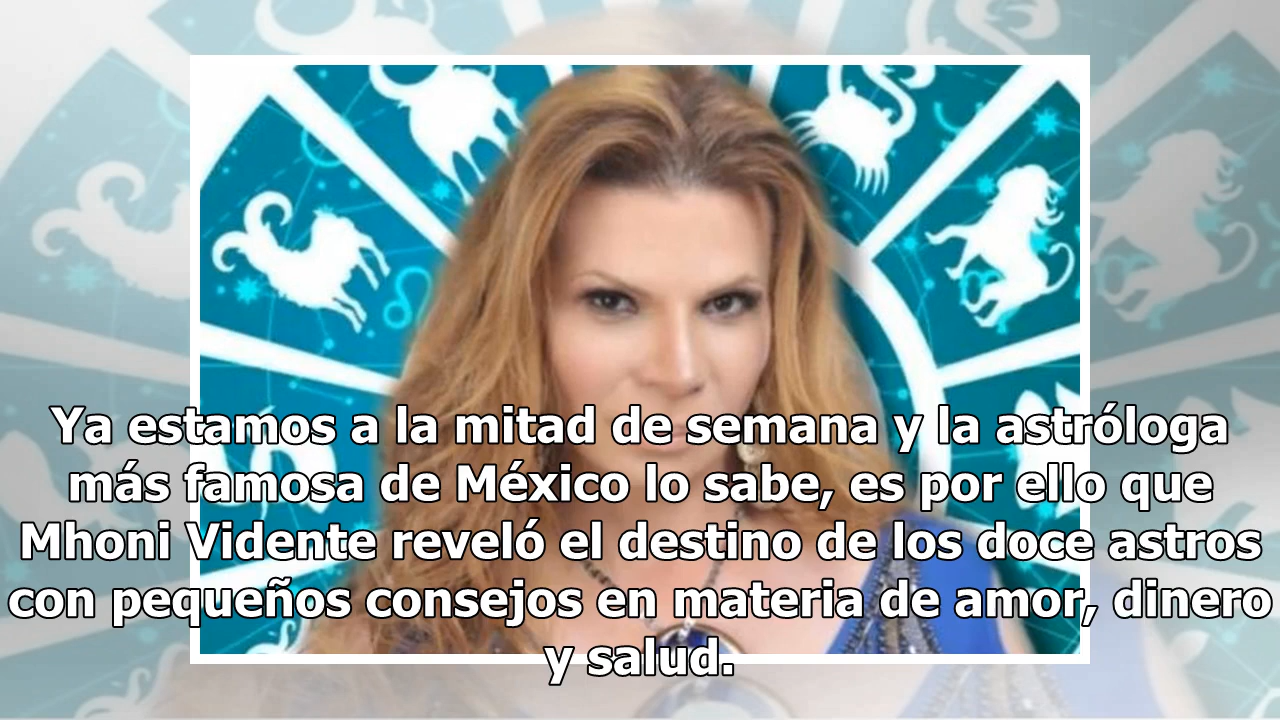 Ya estamos a la mitad de semana y la astróloga
más famosa de México lo sabe, es por ello que
Mhoni Vidente reveló el destino de los doce astros
con pequeños consejos en materia de amor, dinero
y salud.